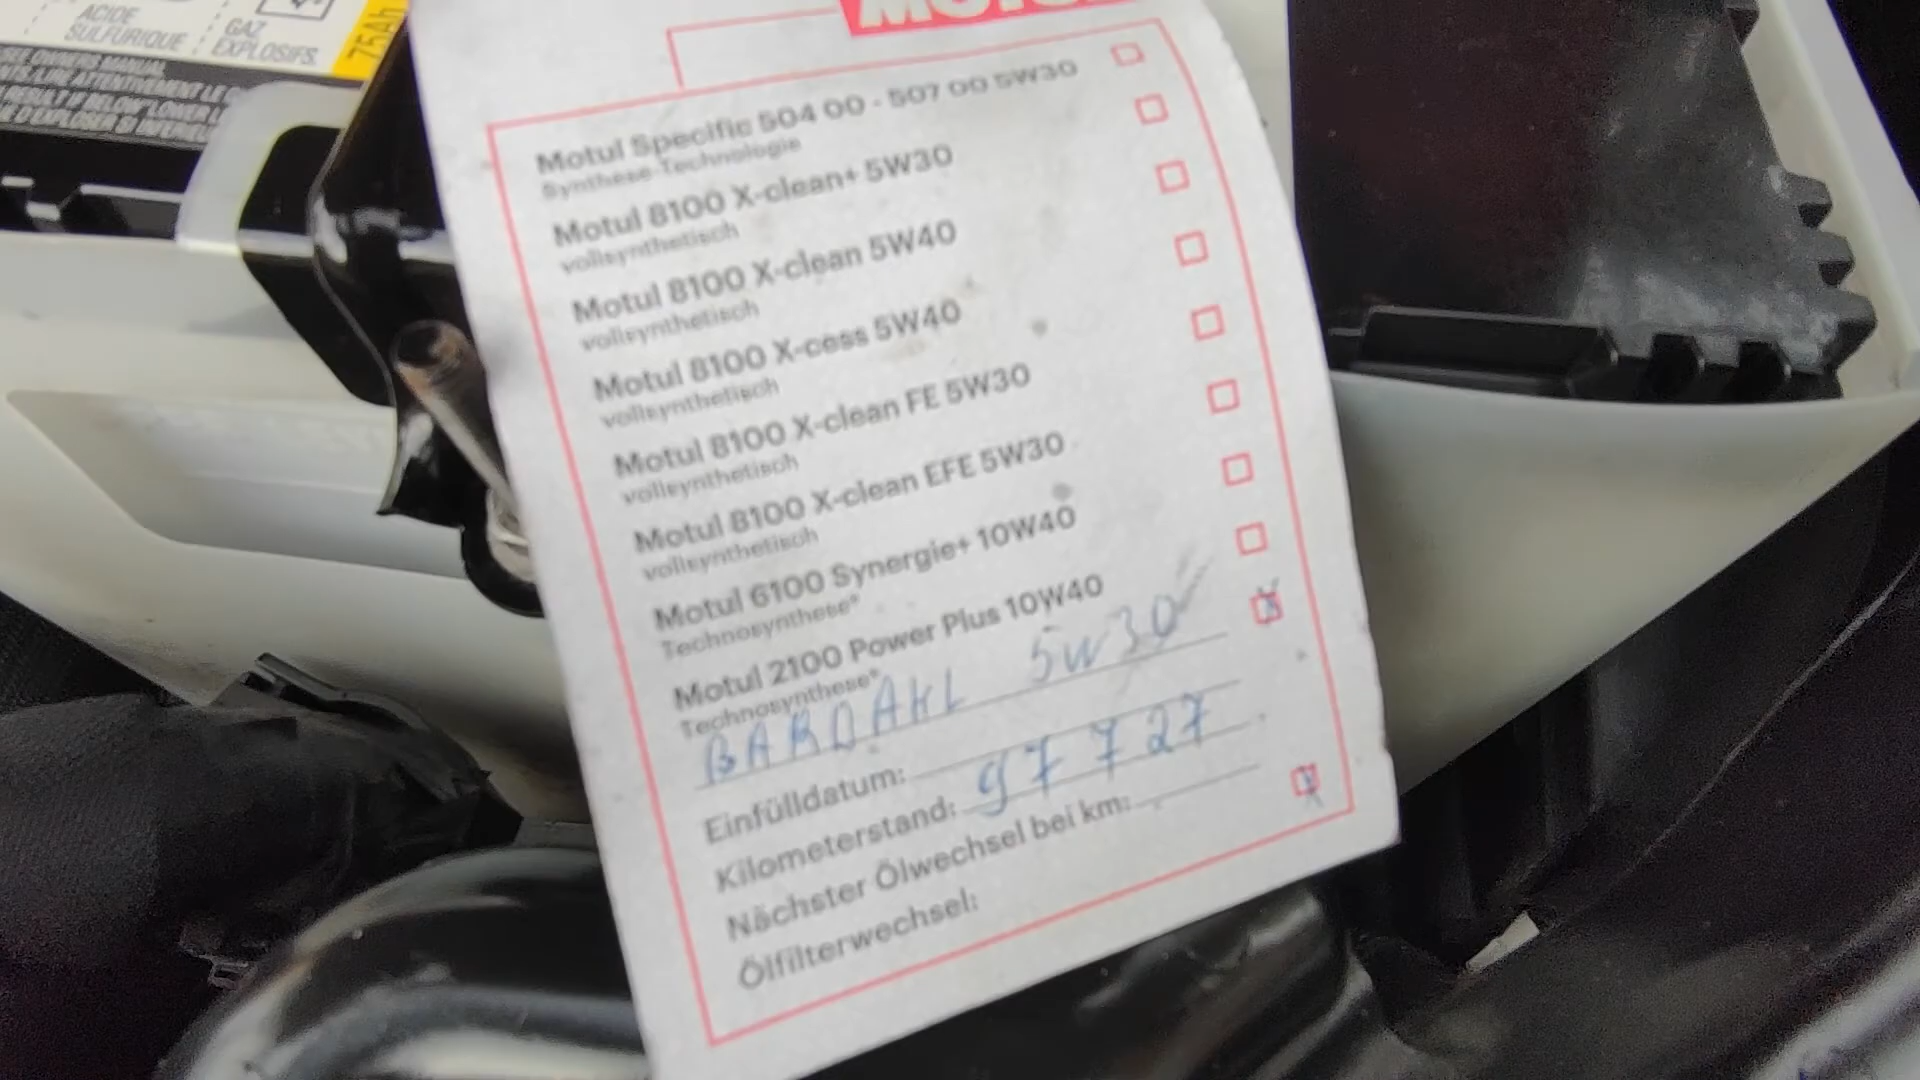 ACIDE
SULFURIQUE
GAZ
EXPLOSIFS.
75Ah
Motul Specific 504 00 - 507 00 5W30
Synthese-Technologie
Motul 8100 X-clean+ 5W30
vollsynthetisch
Motul 8100 X-clean 5W40
vollsynthetisch
Motul 8100 X-cess 5W40
vollsynthetisch
Motul 8100 X-clean FE 5W30
vollsynthetisch
Motul 8100 X-clean EFE 5W30
vollsynthetisch
Motul 6100 Synergie+ 10W40
Technosynthese®
Motul 2100 Power Plus 10W40
Technosynthese®
BARDAHL 5W30
Einfülldatum:
Kilometerstand: 97727
Nächster Ölwechsel bei km:
Ölfilterwechsel: